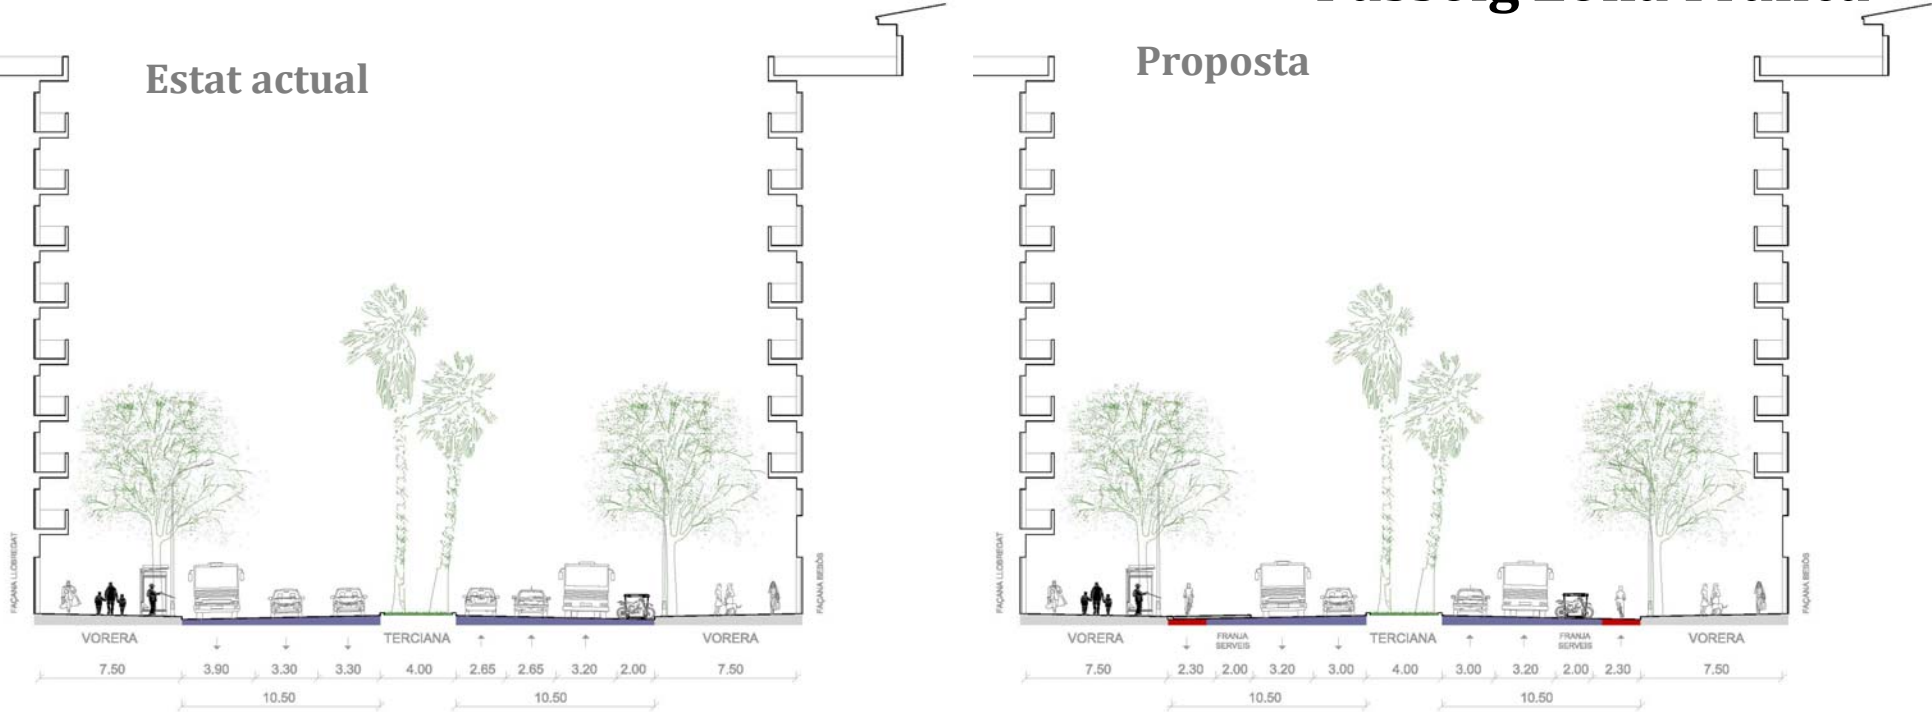 Passeig Zona Franca
Estat actual
Proposta
FAÇANA LLOBREGAT
FAÇANA BESÒS
VORERA
TERCIANA
VORERA
7.50
3.90
3.30
3.30
4.00
2.65
2.65
3.20
2.00
7.50
10.50
10.50
FAÇANA LLOBREGAT
FAÇANA BESÒS
VORERA
FRANJA
SERVEIS
TERCIANA
FRANJA
SERVEIS
VORERA
7.50
2.30
2.00
3.20
3.00
4.00
3.00
3.20
2.00
2.30
7.50
10.50
10.50